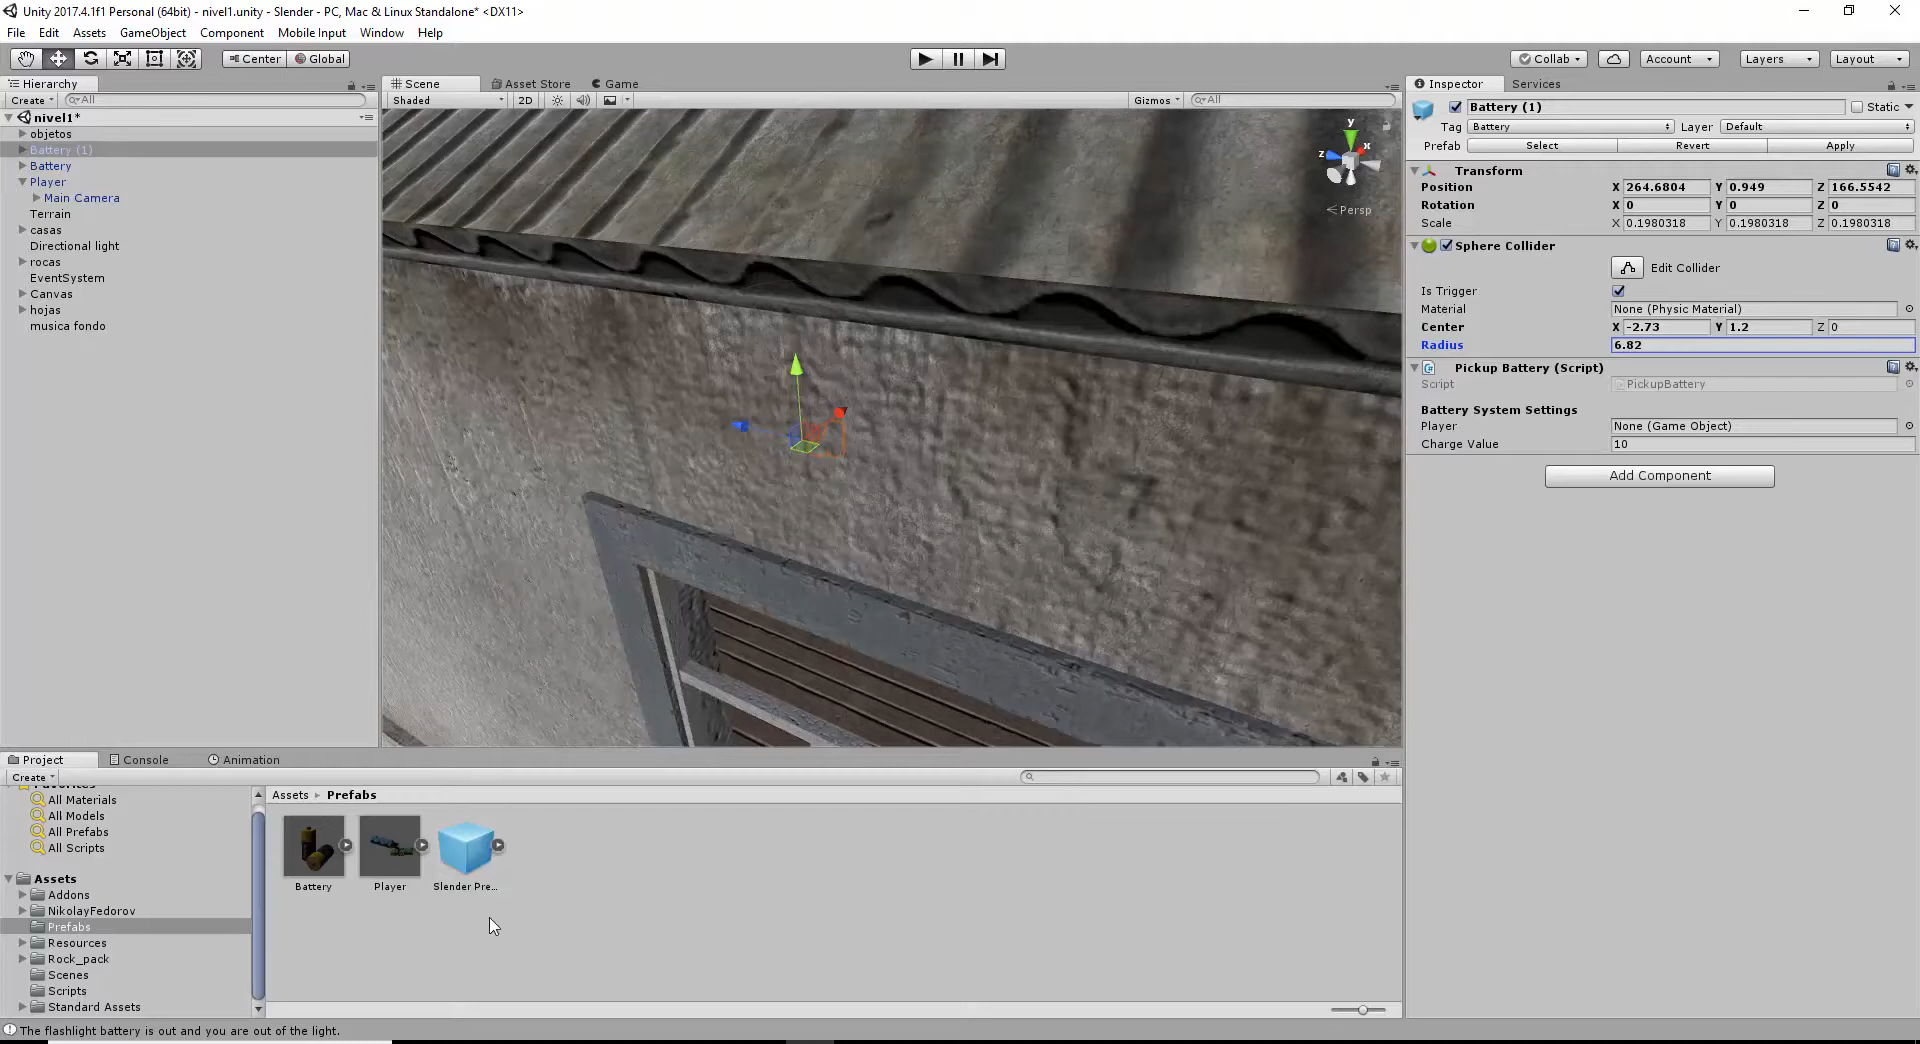 Unity 2017.4.1f1 Personal (64bit) - nivel1.unity - Slender - PC, Mac & Linux Standalone* <DX11>
File Edit Assets GameObject Component Mobile Input Window Help
Center Global Collab Account Layers Layout
Hierarchy
Create All
nivel1*
objetos
Battery (1)
Battery
Player
Main Camera
Terrain
casas
Directional light
rocas
EventSystem
Canvas
hojas
musica fondo
Scene Asset Store Game
Shaded 2D Gizmos All
y
x
z
Persp
Inspector Services
Battery (1) Static
Tag Battery Layer Default
Prefab Select Revert Apply
Transform
Position X 264.6804 Y 0.949 Z 166.5542
Rotation X 0 Y 0 Z 0
Scale X 0.1980318 Y 0.1980318 Z 0.1980318
Sphere Collider
Edit Collider
Is Trigger
Material None (Physic Material)
Center X -2.73 Y 1.2 Z 0
Radius 6.82
Pickup Battery (Script)
Script PickupBattery
Battery System Settings
Player None (Game Object)
Charge Value 10
Add Component
Project Console Animation
Create
Favorites
All Materials
All Models
All Prefabs
All Scripts
Assets
Addons
NikolayFedorov
Prefabs
Resources
Rock_pack
Scenes
Scripts
Standard Assets
Assets Prefabs
Battery Player Slender Pre...
The flashlight battery is out and you are out of the light.